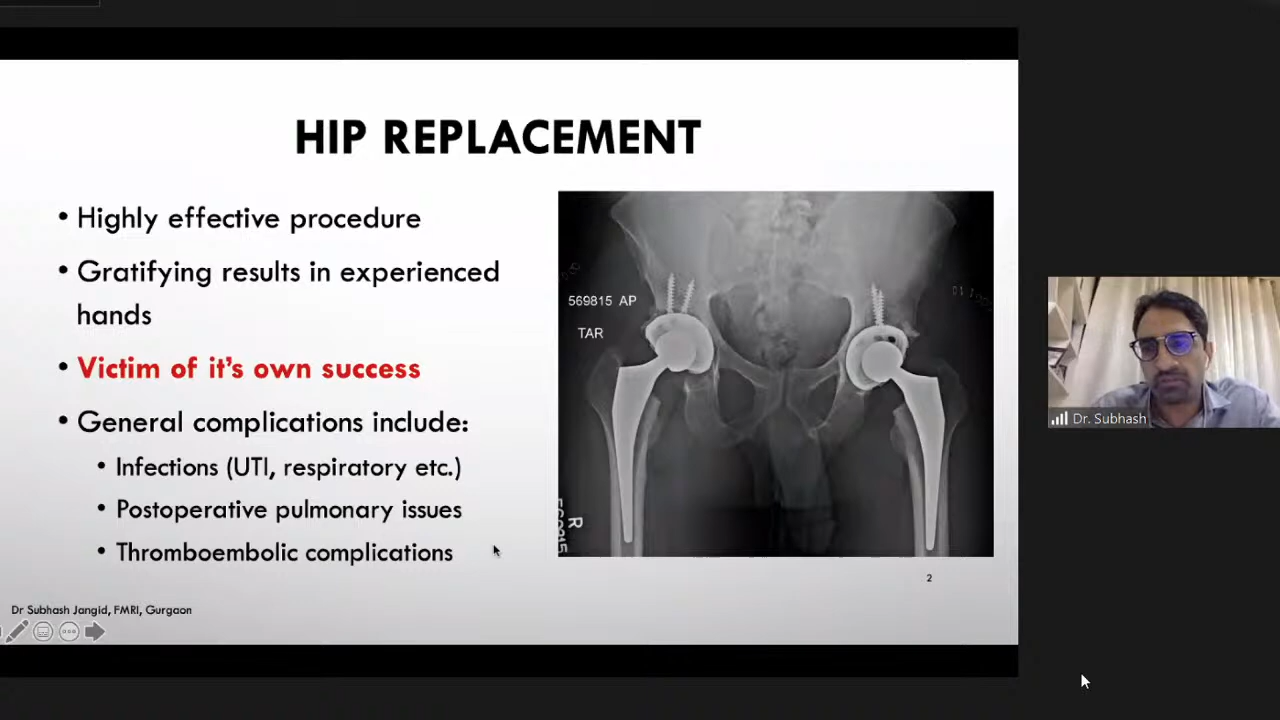 HIP REPLACEMENT
• Highly effective procedure
• Gratifying results in experienced
hands
• Victim of it's own success
• General complications include:
• Infections (UTI, respiratory etc.)
• Postoperative pulmonary issues
• Thromboembolic complications
569815 AP
TAR
R
2
Dr Subhash Jangid, FMRI, Gurgaon
Dr. Subhash